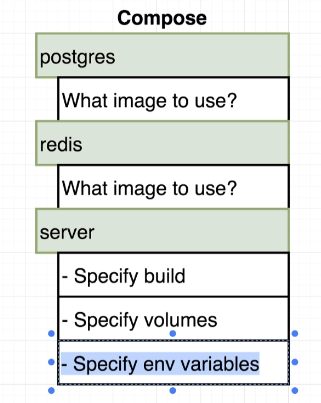 Compose
postgres
What image to use?
redis
What image to use?
server
- Specify build
- Specify volumes
- Specify env variables